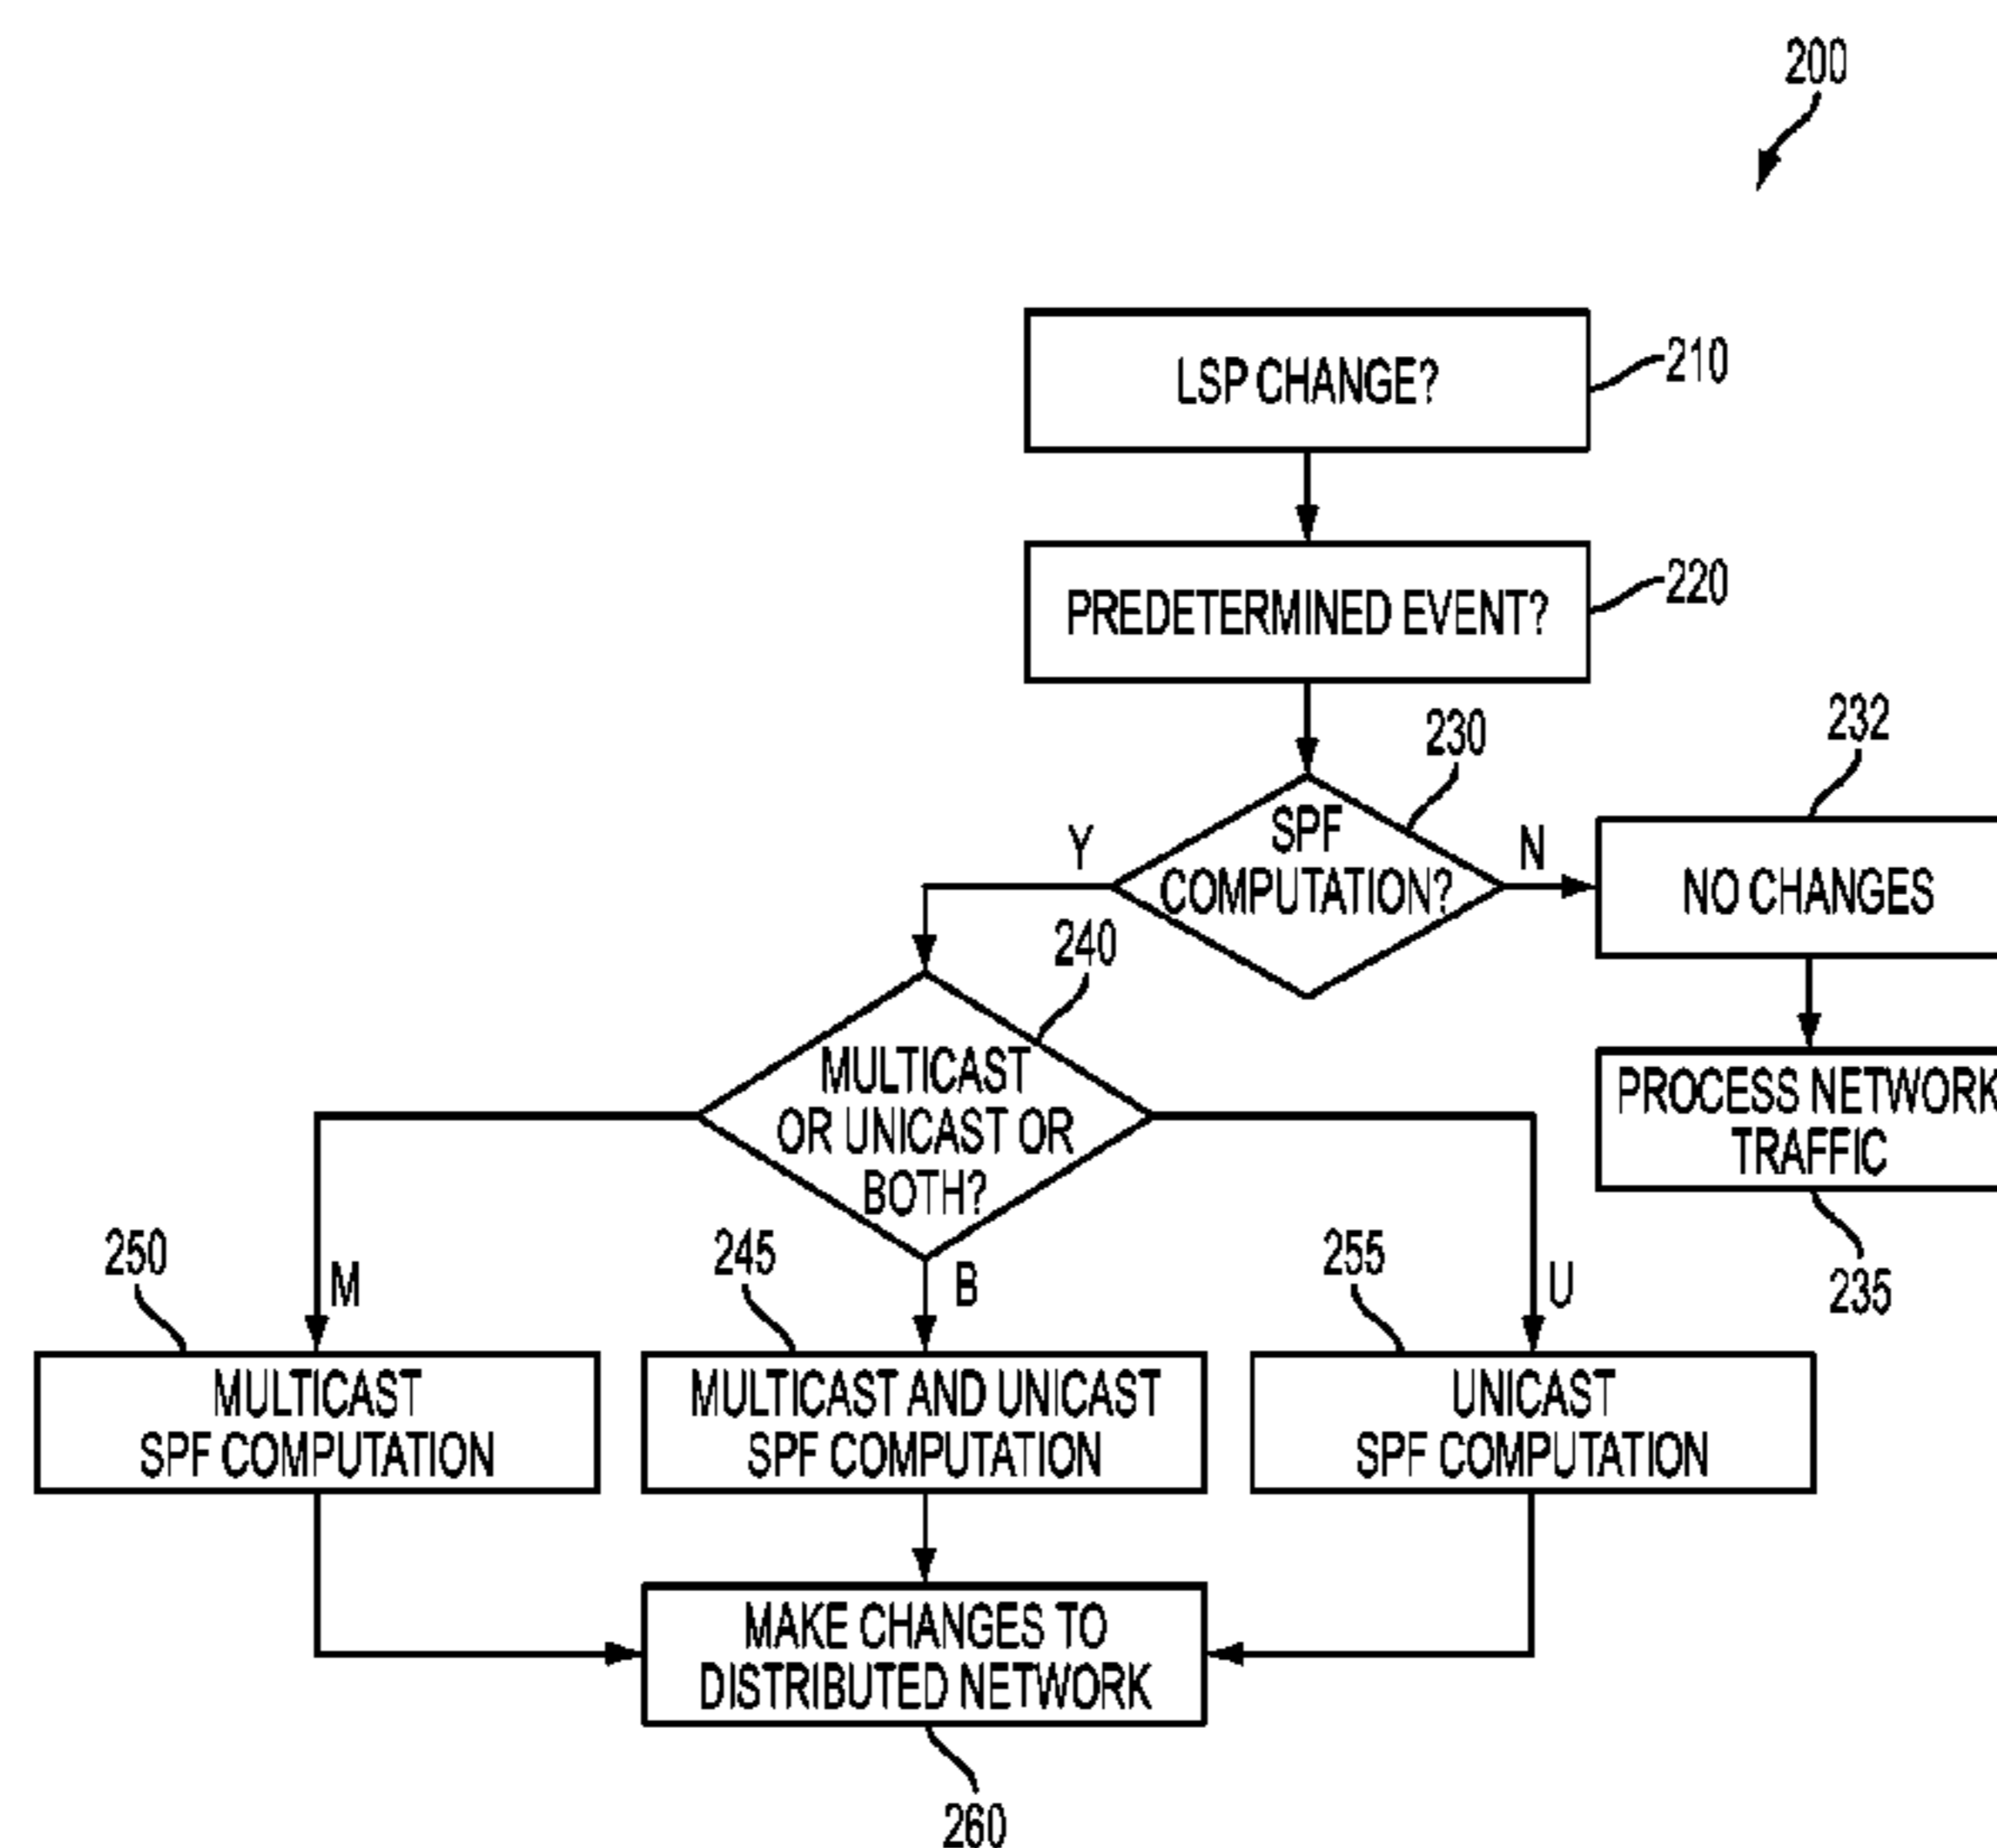 200
LSP CHANGE?
210
PREDETERMINED EVENT?
220
230
232
SPF
COMPUTATION?
Y
N
NO CHANGES
240
MULTICAST
OR UNICAST OR
BOTH?
PROCESS NETWORK
TRAFFIC
235
250
M
245
B
255
U
MULTICAST
SPF COMPUTATION
MULTICAST AND UNICAST
SPF COMPUTATION
UNICAST
SPF COMPUTATION
MAKE CHANGES TO
DISTRIBUTED NETWORK
260